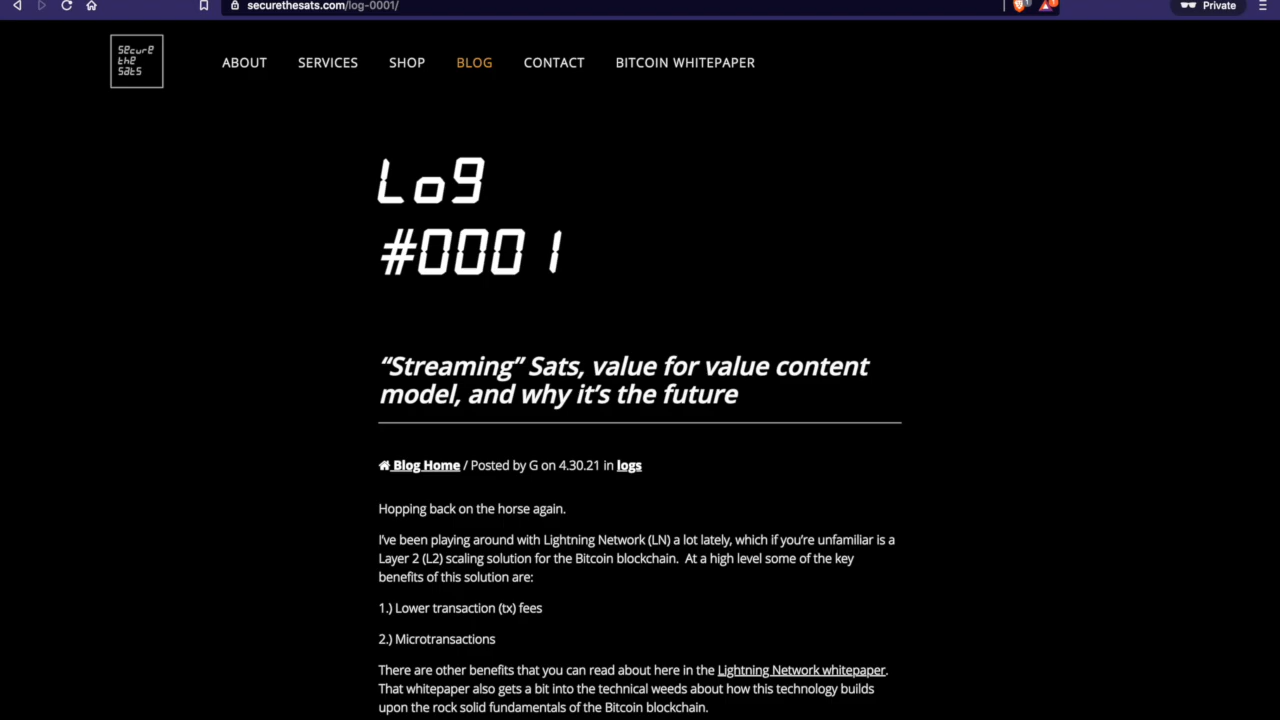 securethesats.com/log-0001/
1
1
Private
secure
the
sats
ABOUT
SERVICES
SHOP
BLOG
CONTACT
BITCOIN WHITEPAPER
Log
#0001
“Streaming” Sats, value for value content
model, and why it’s the future
Blog Home / Posted by G on 4.30.21 in logs
Hopping back on the horse again.
I’ve been playing around with Lightning Network (LN) a lot lately, which if you’re unfamiliar is a
Layer 2 (L2) scaling solution for the Bitcoin blockchain.  At a high level some of the key
benefits of this solution are:
1.) Lower transaction (tx) fees
2.) Microtransactions
There are other benefits that you can read about here in the Lightning Network whitepaper.
That whitepaper also gets a bit into the technical weeds about how this technology builds
upon the rock solid fundamentals of the Bitcoin blockchain.